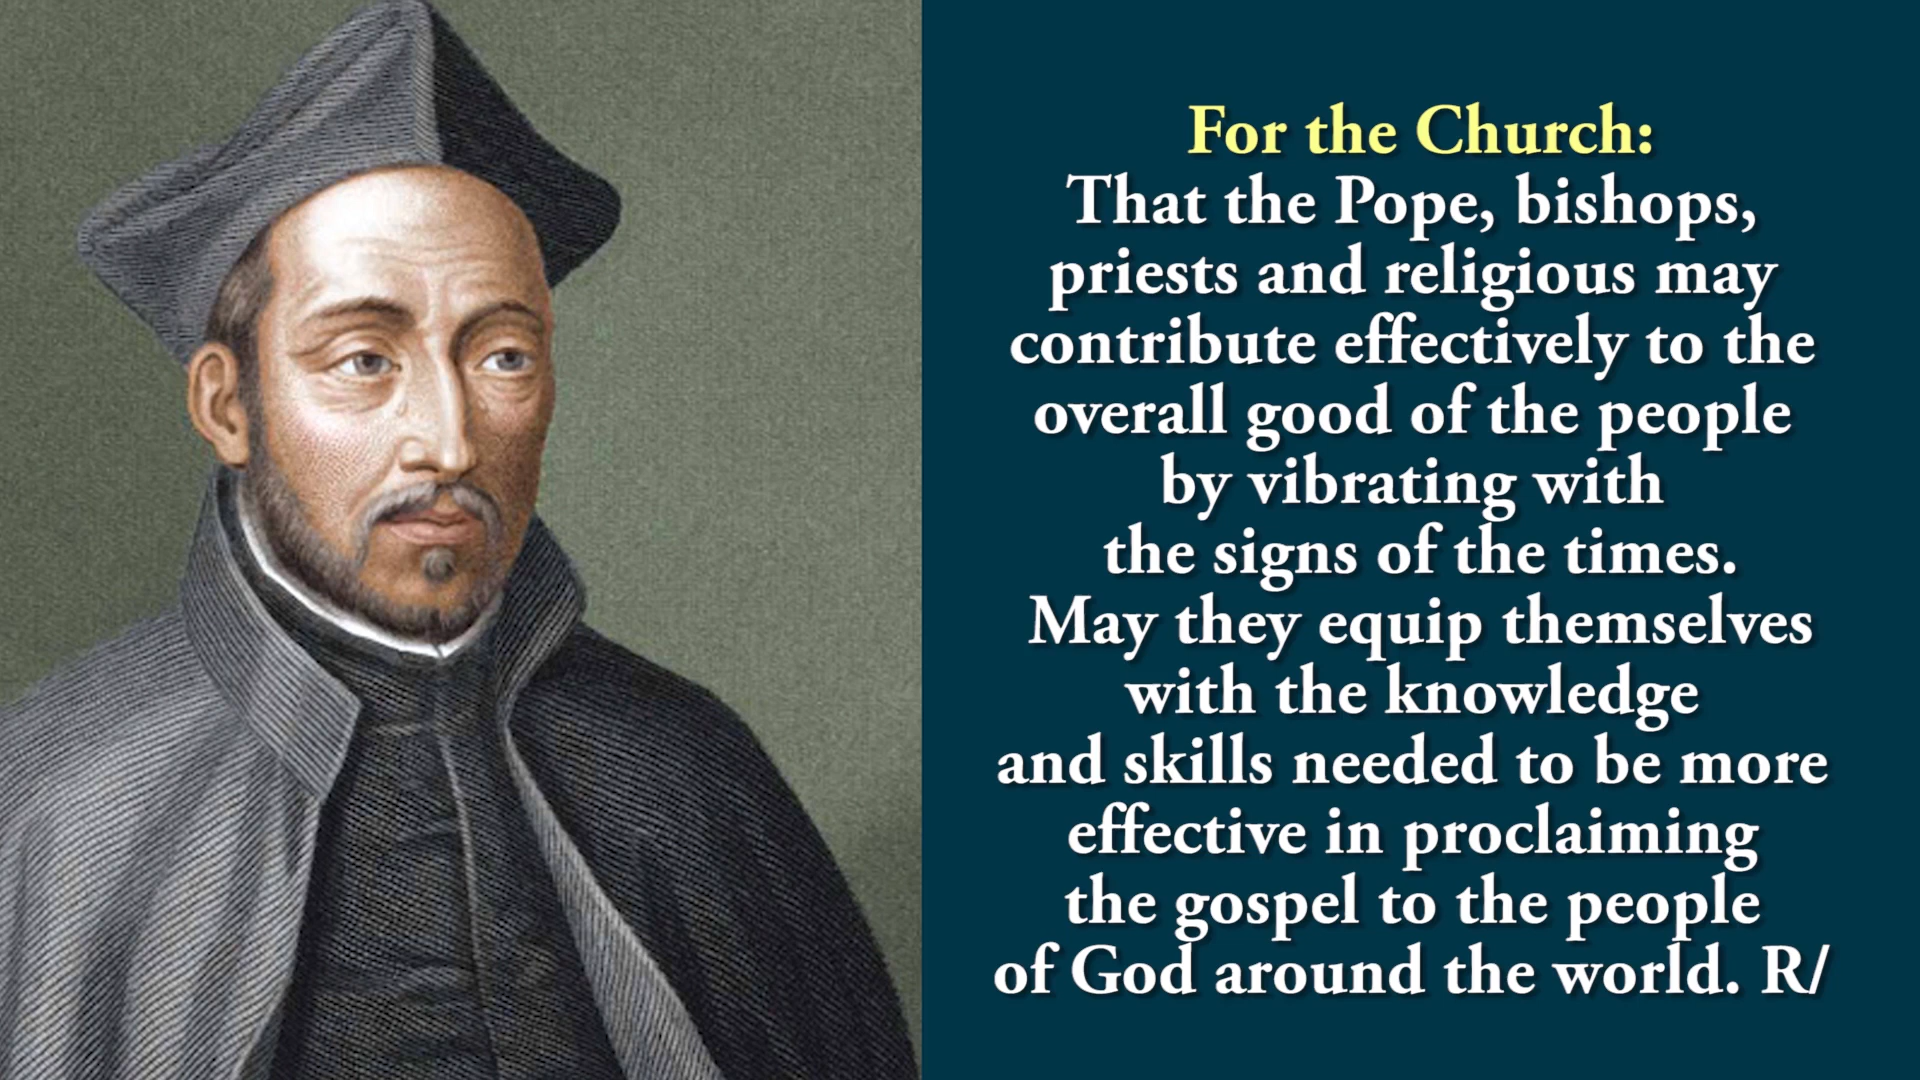 For the Church:
That the Pope, bishops,
priests and religious may
contribute effectively to the
overall good of the people
by vibrating with
the signs of the times.
May they equip themselves
with the knowledge
and skills needed to be more
effective in proclaiming
the gospel to the people
of God around the world. R/